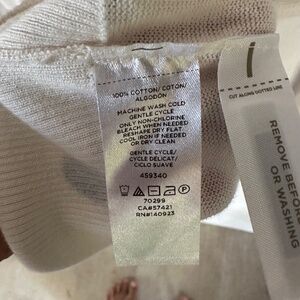 100% COTTON/ COTON/
ALGODÓN
MACHINE WASH COLD
GENTLE CYCLE
ONLY NON-CHLORINE
BLEACH WHEN NEEDED
RESHAPE DRY FLAT
COOL IRON IF NEEDED
OR DRY CLEAN
GENTLE CYCLE/
CYCLE DELICAT/
CICLO SUAVE
459340
70299
CA#57421
RN#140923
CUT ALONG DOTTED LINE
REMOVE BEFO
OR WASHING